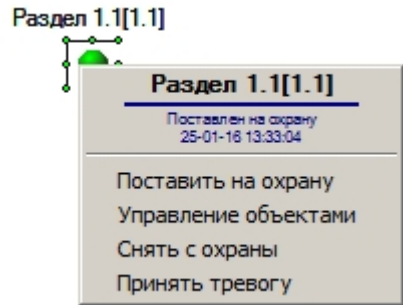 Раздел 1.1[1.1]
Раздел 1.1[1.1]
Поставлен на охрану
25-01-16 13:33:04
Поставить на охрану
Управление объектами
Снять с охраны
Принять тревогу